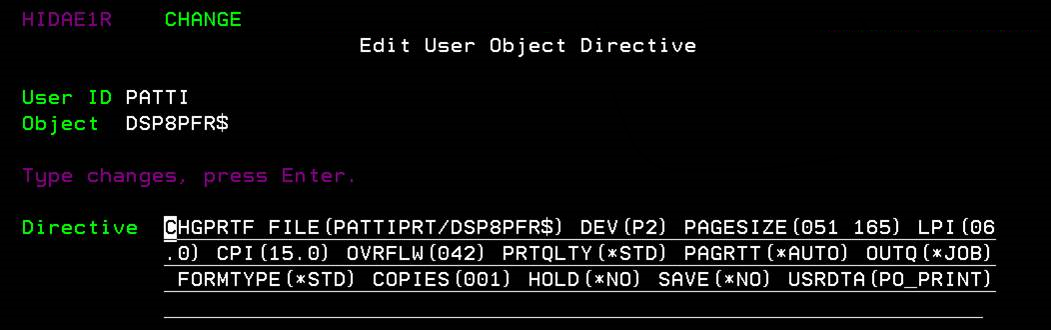 HIDAE1R CHANGE
Edit User Object Directive
User ID PATTI
Object DSP8PFR$
Type changes, press Enter.
Directive CHGPRTF FILE(PATTIPRT/DSP8PFR$) DEV(P2) PAGESIZE(051 165) LPI(06
.0) CPI(15.0) OVRFLW(042) PRTQLTY(*STD) PAGRTT(*AUTO) OUTQ(*JOB)
FORMTYPE(*STD) COPIES(001) HOLD(*NO) SAVE(*NO) USRDTA(PO_PRINT)